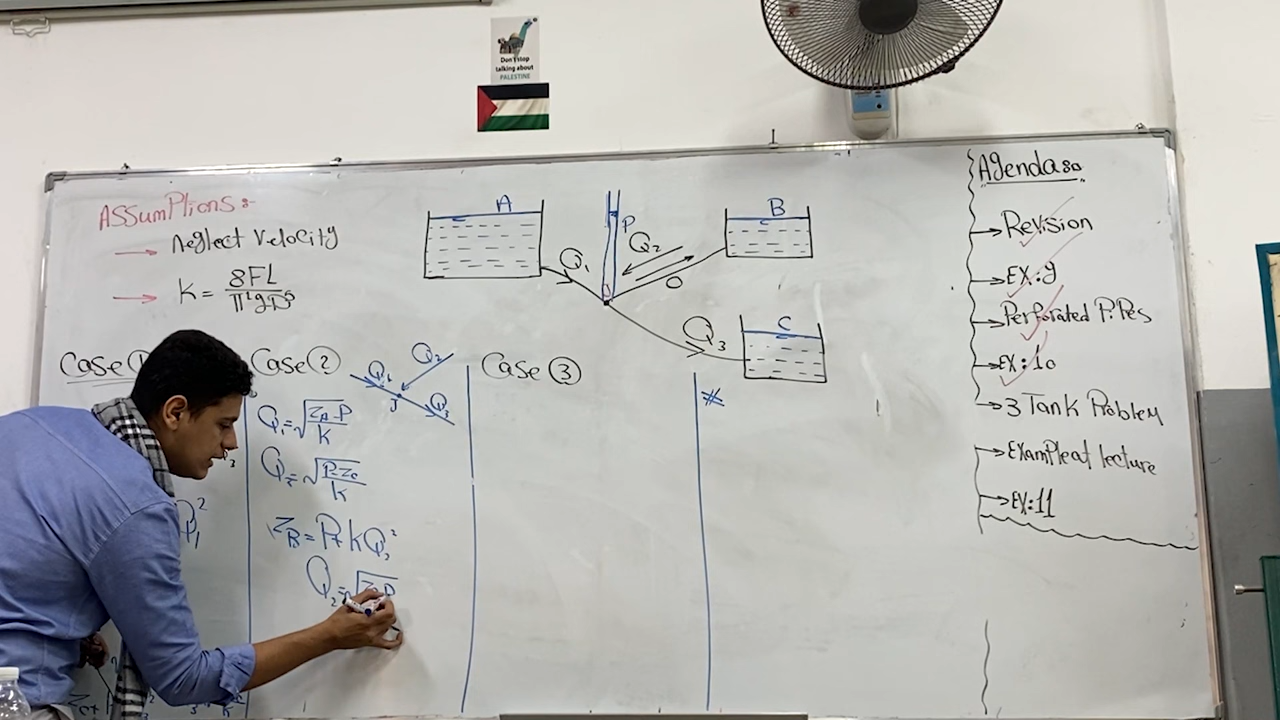 Don't stop
talking about
PALESTINE
Assumptions:-
→ neglect velocity
→ K = 8FL / π²gD⁵
A
P
B
Q₁
Q₂
O
Q₃
C
Case ①
Case ②
Q₂
Q₁
J
Q₃
Q₁ = √((Z_A - P) / K)
Q₂ = √((P - Z_C) / K)
Z_B = P + KQ₂²
Case ③
#
Agenda:
→ Revision
→ EX:9
→ Perforated PiPes
→ EX:10
→ 3 Tank Problem
→ Example at lecture
→ EX:11